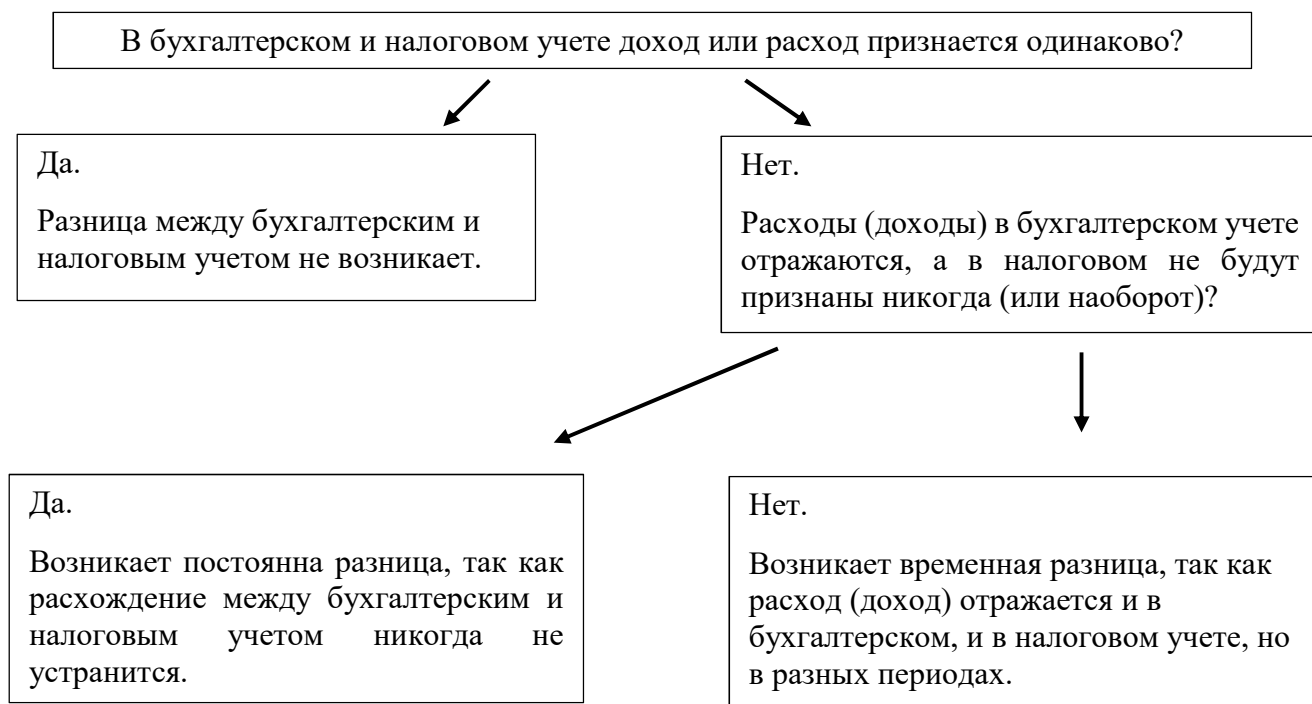 В бухгалтерском и налоговом учете доход или расход признается одинаково?
Да.
Разница между бухгалтерским и
налоговым учетом не возникает.
Нет.
Расходы (доходы) в бухгалтерском учете
отражаются, а в налоговом не будут
признаны никогда (или наоборот)?
Да.
Возникает постоянна разница, так как
расхождение между бухгалтерским и
налоговым учетом никогда не
устранится.
Нет.
Возникает временная разница, так как
расход (доход) отражается и в
бухгалтерском, и в налоговом учете, но
в разных периодах.